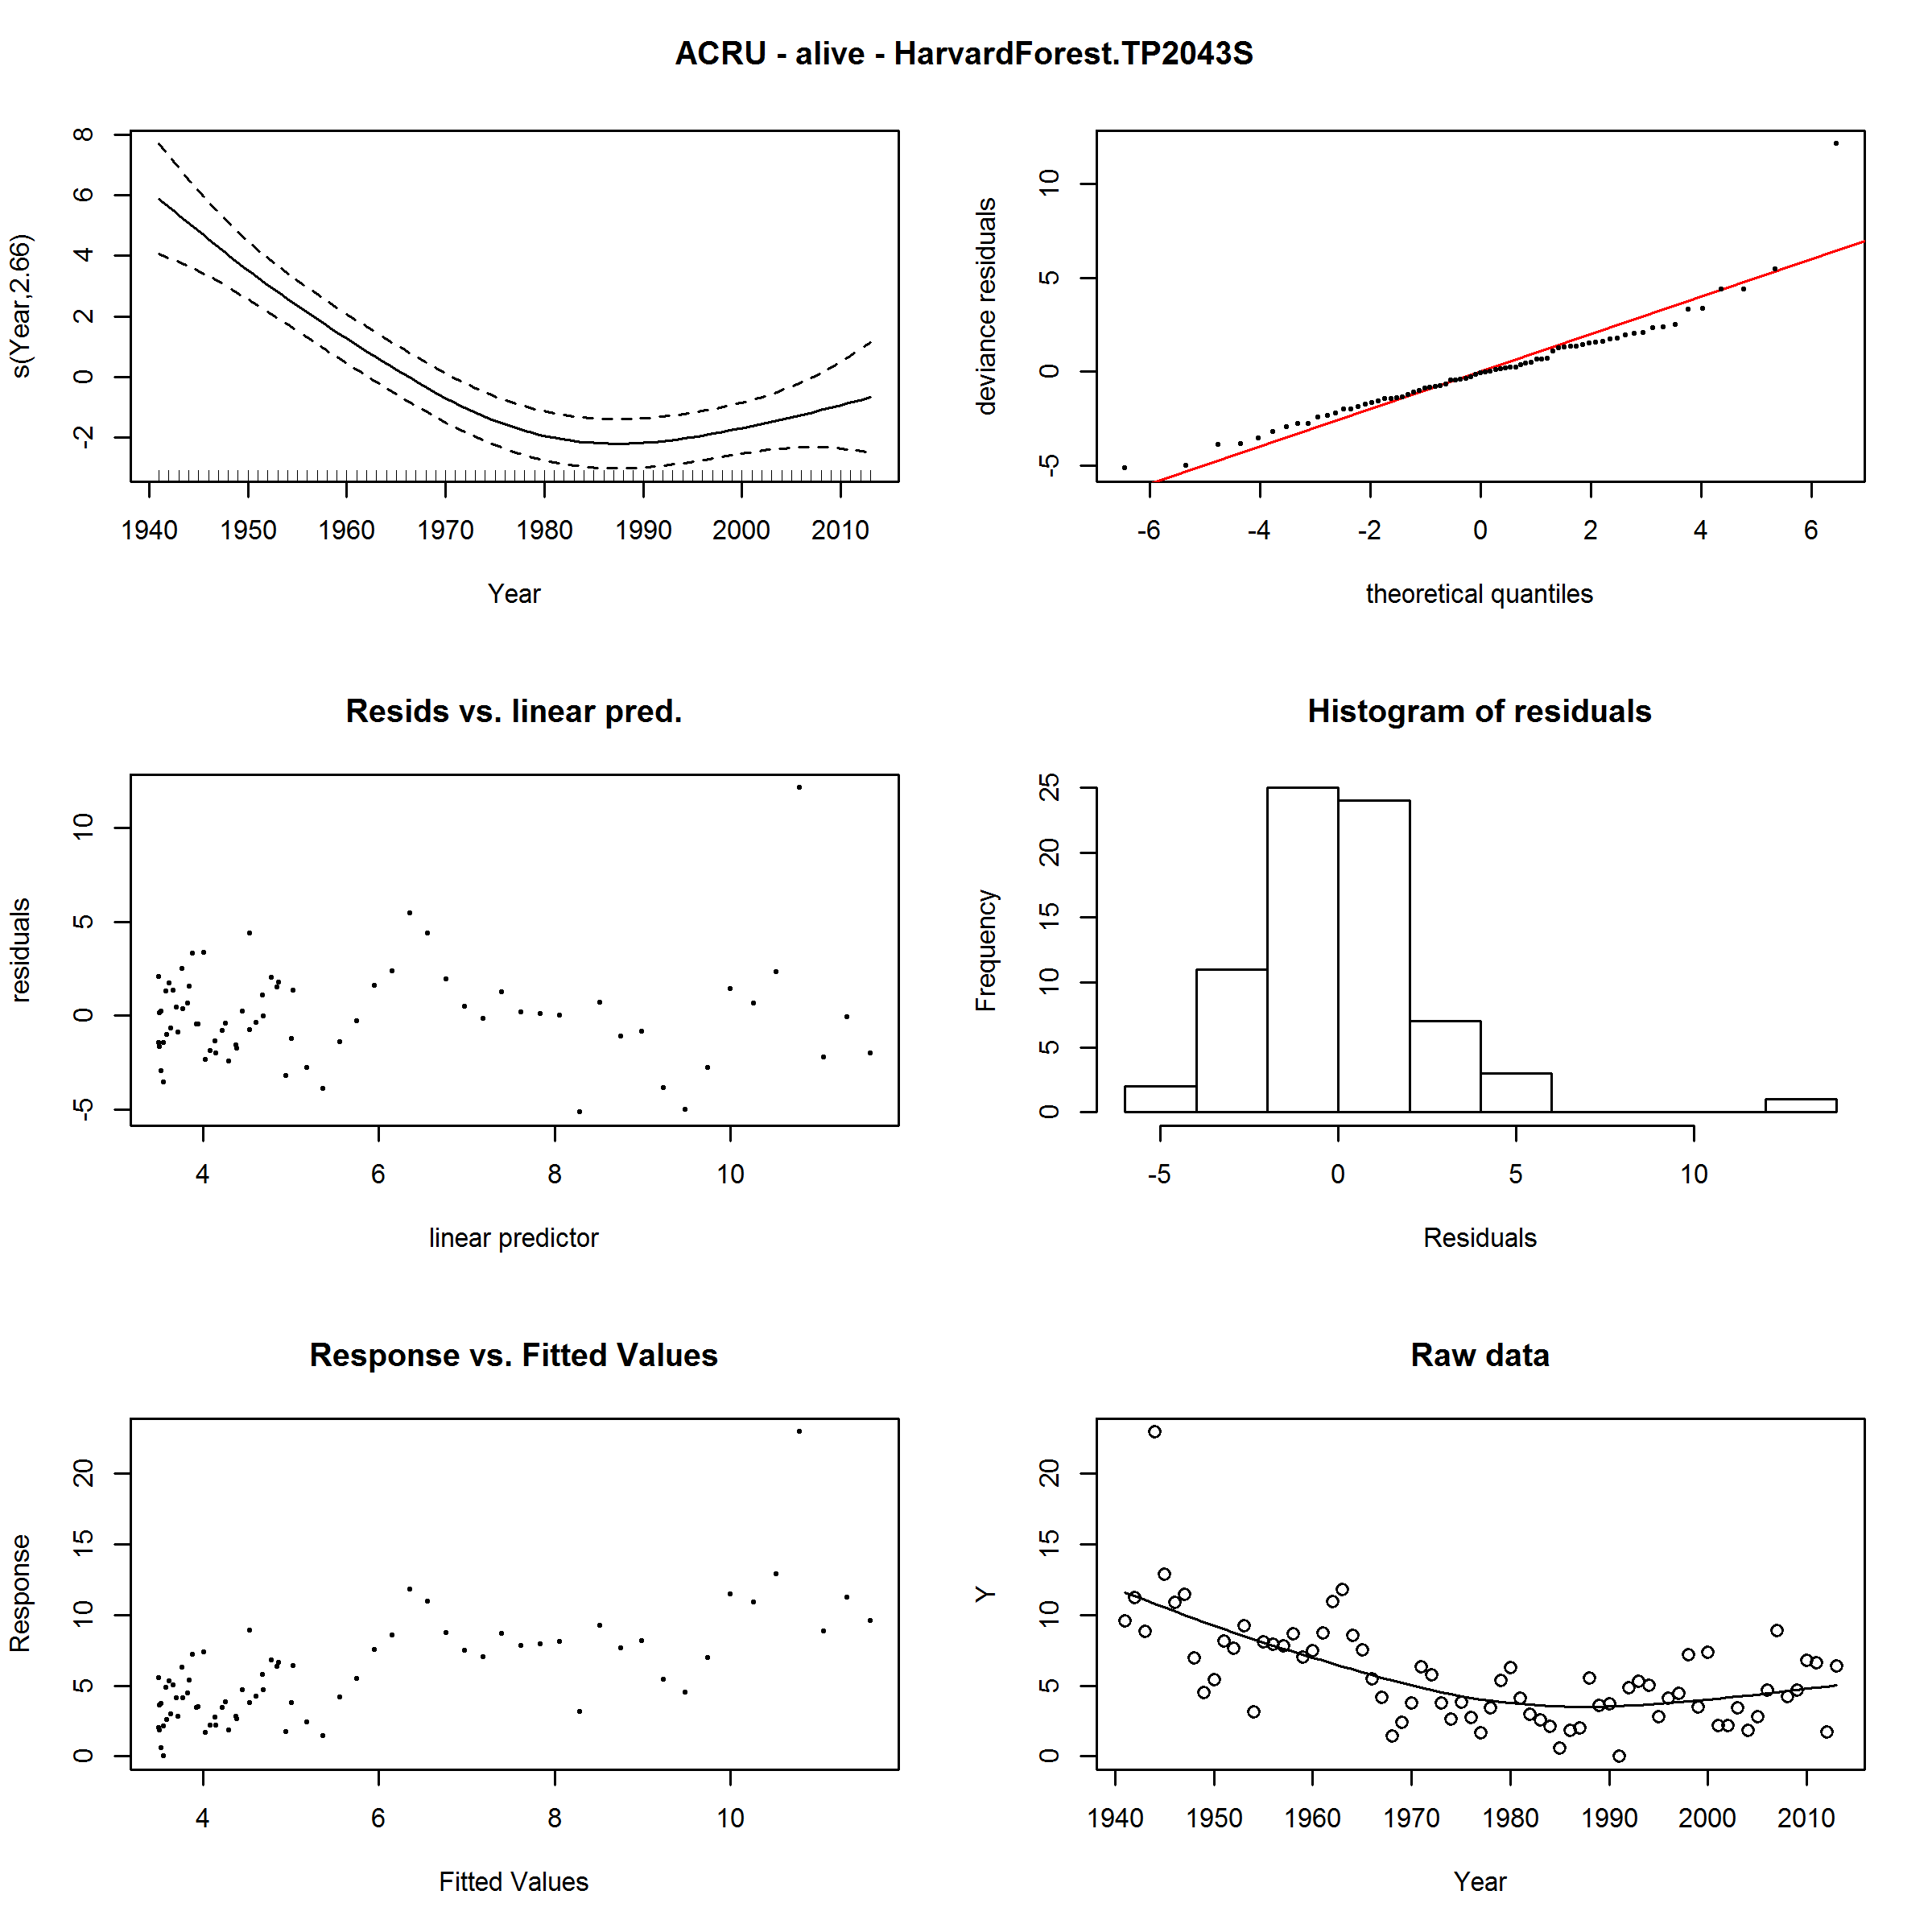 ACRU - alive - HarvardForest.TP2043S
s(Year,2.66)
8
6
4
2
0
-2
1940 1950 1960 1970 1980 1990 2000 2010
Year
deviance residuals
10
5
0
-5
-6 -4 -2 0 2 4 6
theoretical quantiles
Resids vs. linear pred.
residuals
10
5
0
-5
4 6 8 10
linear predictor
Histogram of residuals
Frequency
25
20
15
10
5
0
-5 0 5 10
Residuals
Response vs. Fitted Values
Response
20
15
10
5
0
4 6 8 10
Fitted Values
Raw data
Y
20
15
10
5
0
1940 1950 1960 1970 1980 1990 2000 2010
Year